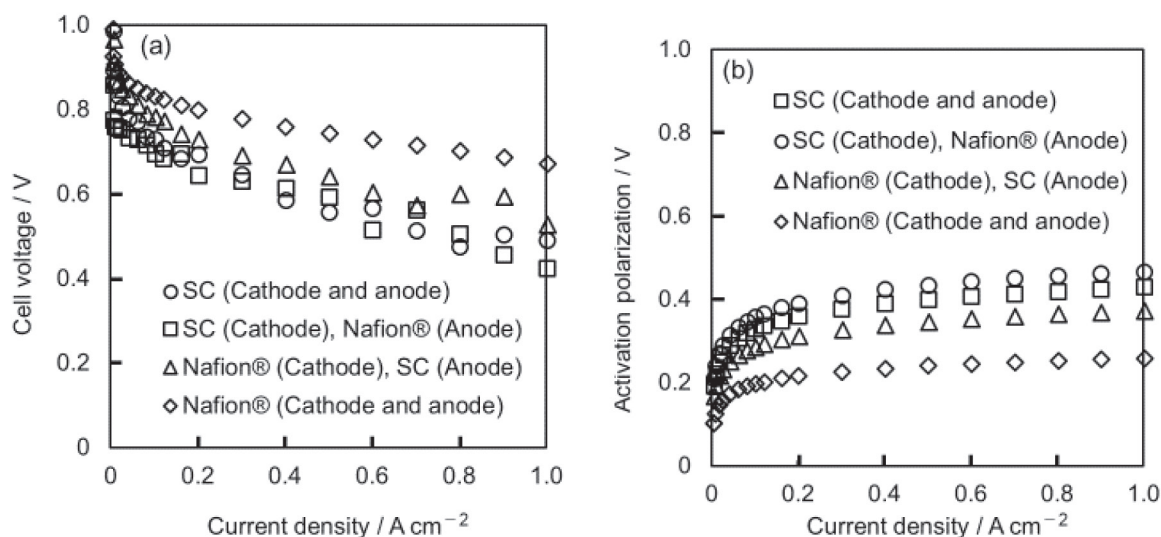 (a)
Cell voltage / V
1.0
0.8
0.6
0.4
0.2
0
SC (Cathode and anode)
SC (Cathode), Nafion® (Anode)
Nafion® (Cathode), SC (Anode)
Nafion® (Cathode and anode)
0 0.2 0.4 0.6 0.8 1.0
Current density / A cm−2
(b)
Activation polarization / V
1.0
0.8
0.6
0.4
0.2
0
SC (Cathode and anode)
SC (Cathode), Nafion® (Anode)
Nafion® (Cathode), SC (Anode)
Nafion® (Cathode and anode)
0 0.2 0.4 0.6 0.8 1.0
Current density / A cm−2